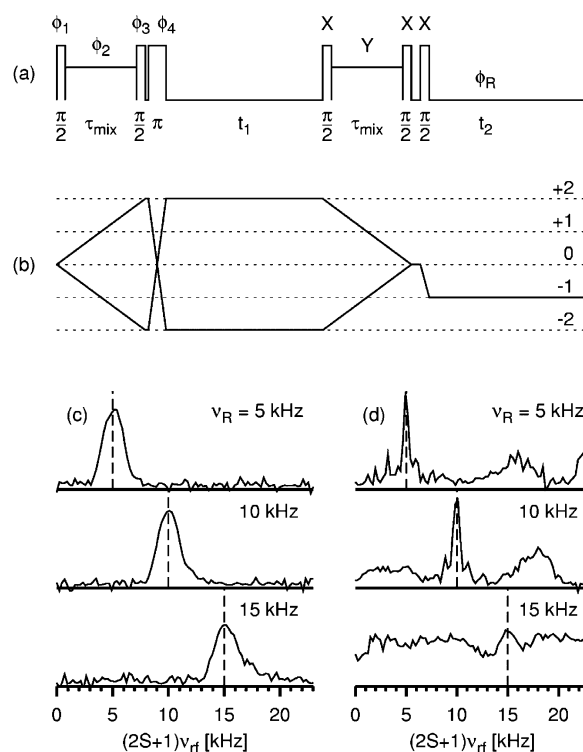 ϕ1 ϕ2 ϕ3 ϕ4 X Y X X
(a) ϕR
π/2 τmix π/2 π t1 π/2 τmix π/2 π/2 t2
+2
+1
(b) 0
-1
-2
(c) νR = 5 kHz (d) νR = 5 kHz
10 kHz 10 kHz
15 kHz 15 kHz
0 5 10 15 20 0 5 10 15 20
(2S+1)νrf [kHz] (2S+1)νrf [kHz]